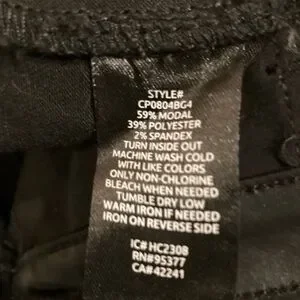 STYLE#
CP0804BG4
59% MODAL
39% POLYESTER
2% SPANDEX
TURN INSIDE OUT
MACHINE WASH COLD
WITH LIKE COLORS
ONLY NON-CHLORINE
BLEACH WHEN NEEDED
TUMBLE DRY LOW
WARM IRON IF NEEDED
IRON ON REVERSE SIDE
IC# HC2308
RN#95377
CA#42241